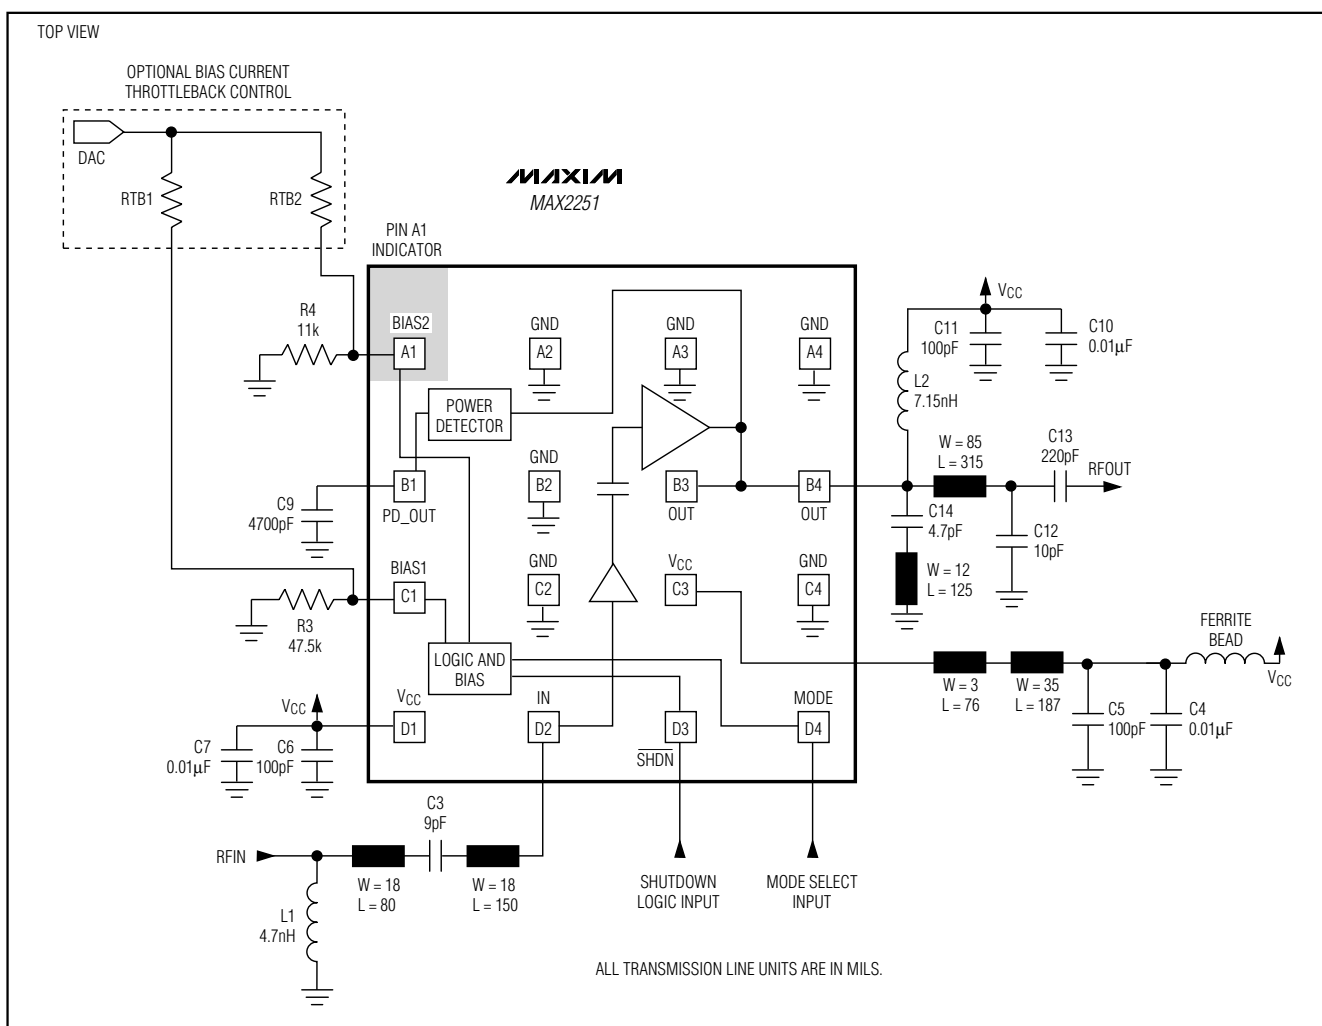 TOP VIEW
OPTIONAL BIAS CURRENT
THROTTLEBACK CONTROL
DAC
RTB1
RTB2
MAXIM
MAX2251
PIN A1
INDICATOR
R4
11k
BIAS2
A1
GND
A2
GND
A3
GND
A4
VCC
C11
100pF
C10
0.01µF
L2
7.15nH
POWER
DETECTOR
W = 85
L = 315
C13
220pF
RFOUT
C9
4700pF
B1
PD_OUT
GND
B2
B3
OUT
B4
OUT
C14
4.7pF
C12
10pF
W = 12
L = 125
BIAS1
C1
GND
C2
VCC
C3
GND
C4
R3
47.5k
LOGIC AND
BIAS
FERRITE
BEAD
VCC
W = 3
L = 76
W = 35
L = 187
C5
100pF
C4
0.01µF
VCC
C7
0.01µF
C6
100pF
VCC
D1
IN
D2
D3
SHDN
MODE
D4
C3
9pF
RFIN
W = 18
L = 80
W = 18
L = 150
L1
4.7nH
SHUTDOWN
LOGIC INPUT
MODE SELECT
INPUT
ALL TRANSMISSION LINE UNITS ARE IN MILS.